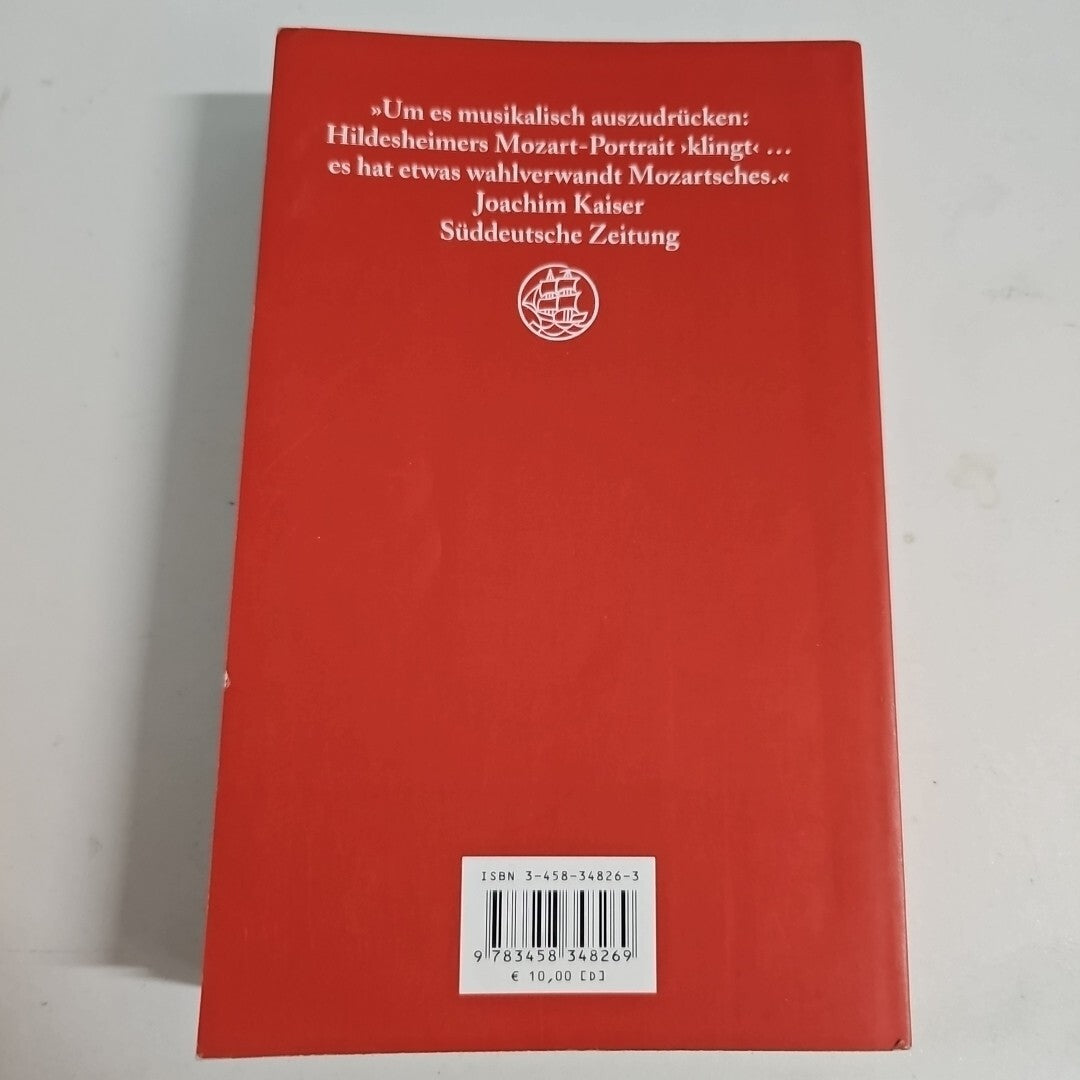 »Um es musikalisch auszudrücken:
Hildesheimers Mozart-Portrait ›klingt‹ ...
es hat etwas wahlverwandt Mozartsches.«
Joachim Kaiser
Süddeutsche Zeitung
ISBN 3-458-34826-3
9 783458 348269
€ 10,00 [D]